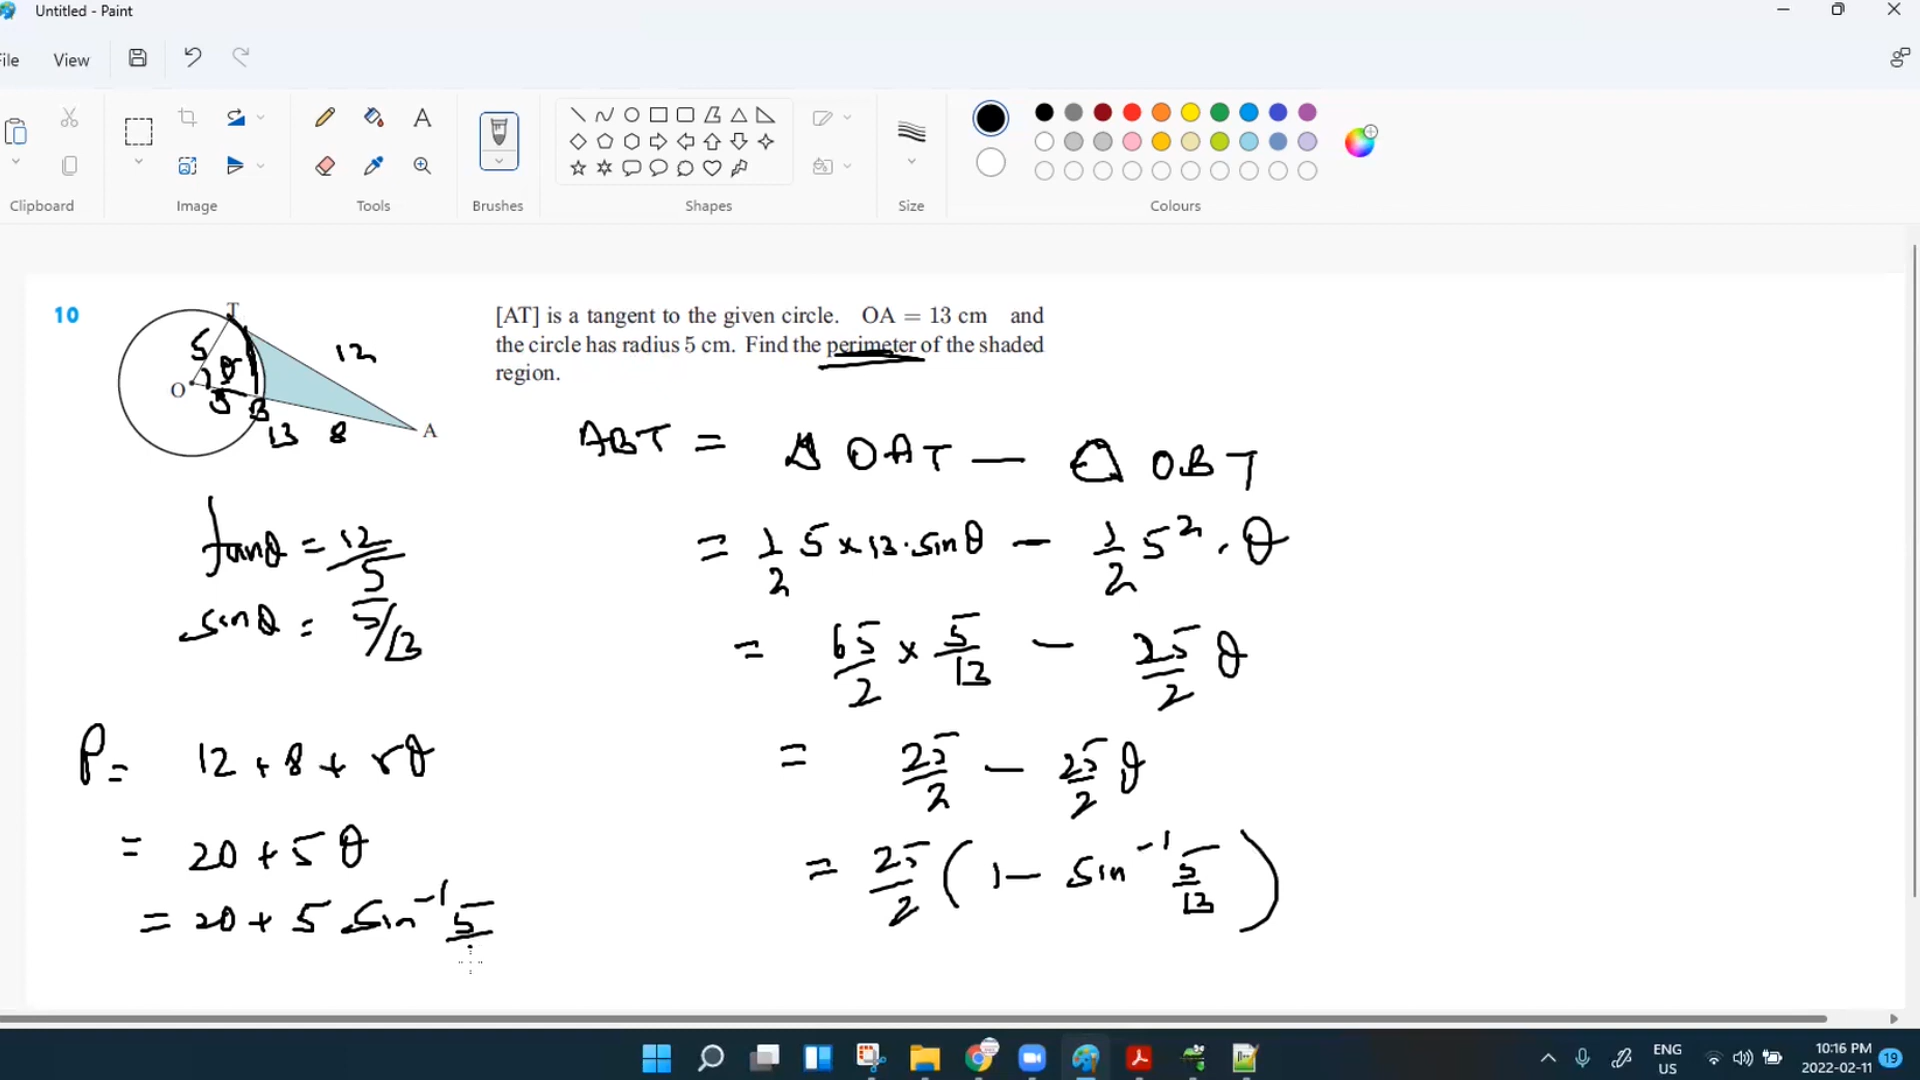 Untitled - Paint
File
View
Clipboard
Image
Tools
Brushes
Shapes
Size
Colours
10
[AT] is a tangent to the given circle. OA = 13 cm and
the circle has radius 5 cm. Find the perimeter of the shaded
region.
T
5
12
θ
O
5
B
13
8
A
ABT = Δ OAT — OBT
= 1/2 5 × 13 · sin θ — 1/2 5² · θ
= 65/2 × 5/13 — 25/2 θ
= 25/2 — 25/2 θ
= 25/2 ( 1 — sin⁻¹ 5/13 )
tan θ = 12/5
sin θ = 5/13
P = 12 + 8 + rθ
= 20 + 5 θ
= 20 + 5 sin⁻¹ 5
ENG
US
10:16 PM
2022-02-11
19